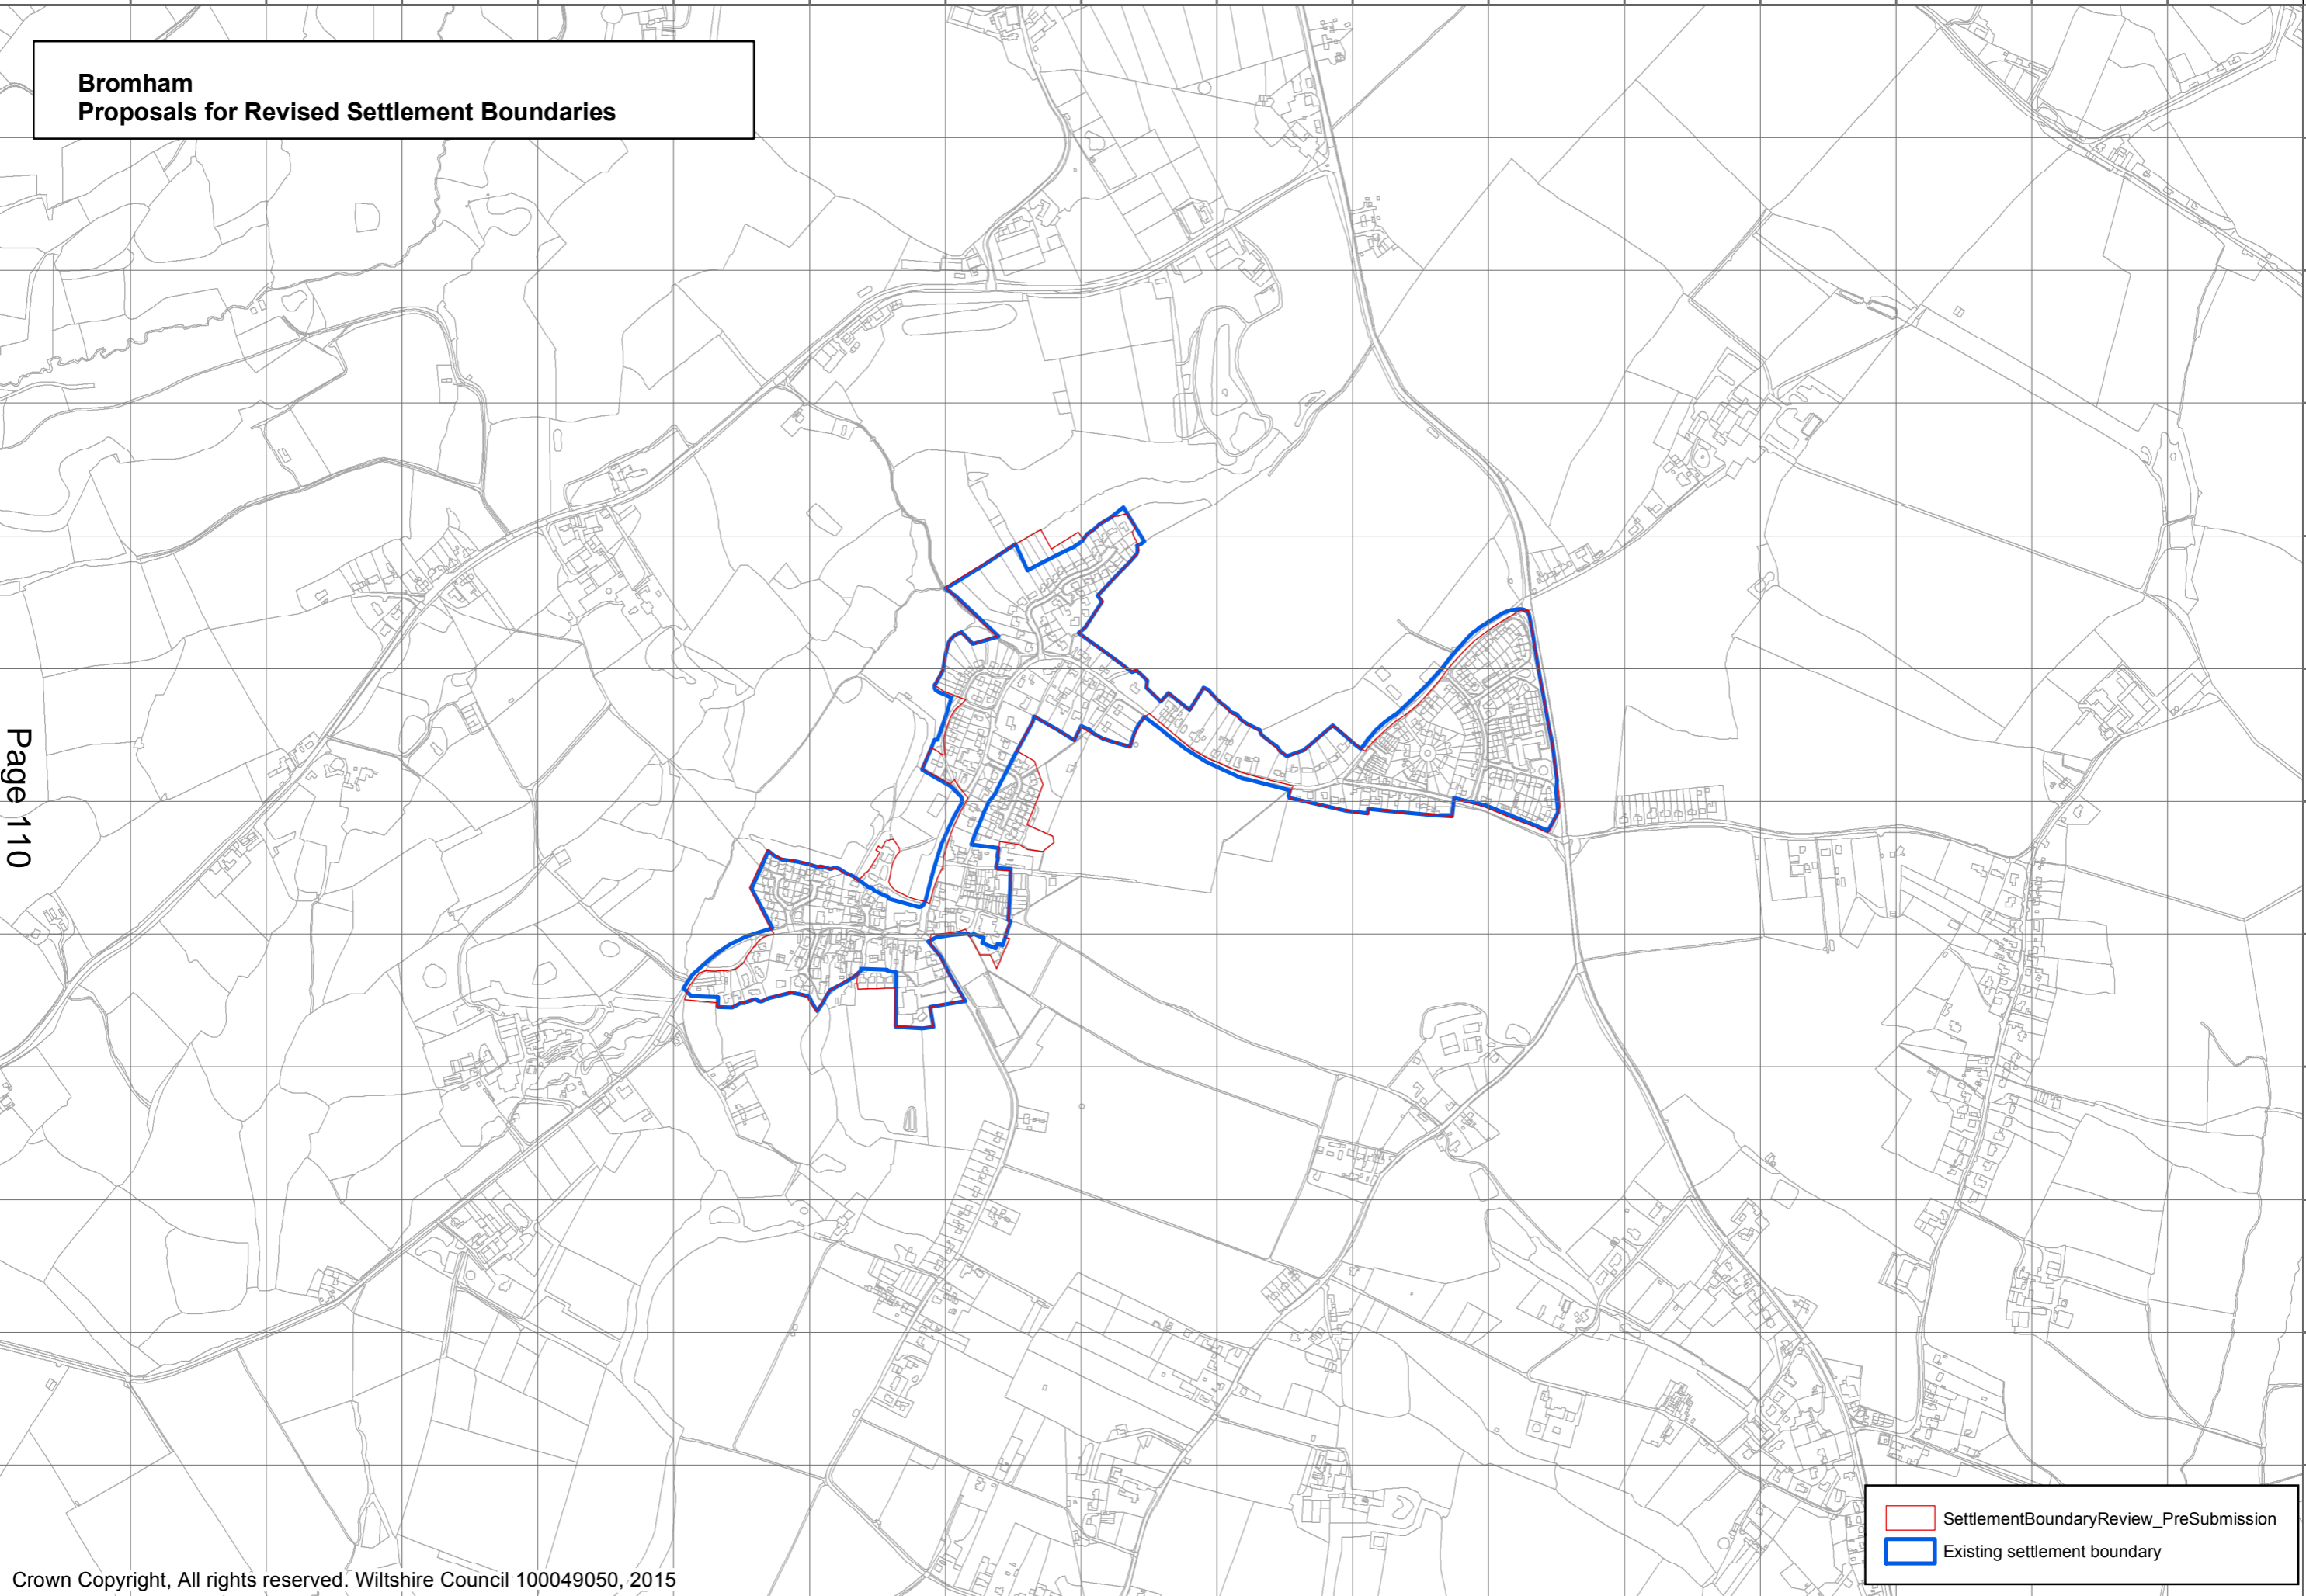 Bromham
Proposals for Revised Settlement Boundaries
Page 110
SettlementBoundaryReview_PreSubmission
Existing settlement boundary
Crown Copyright, All rights reserved. Wiltshire Council 100049050, 2015